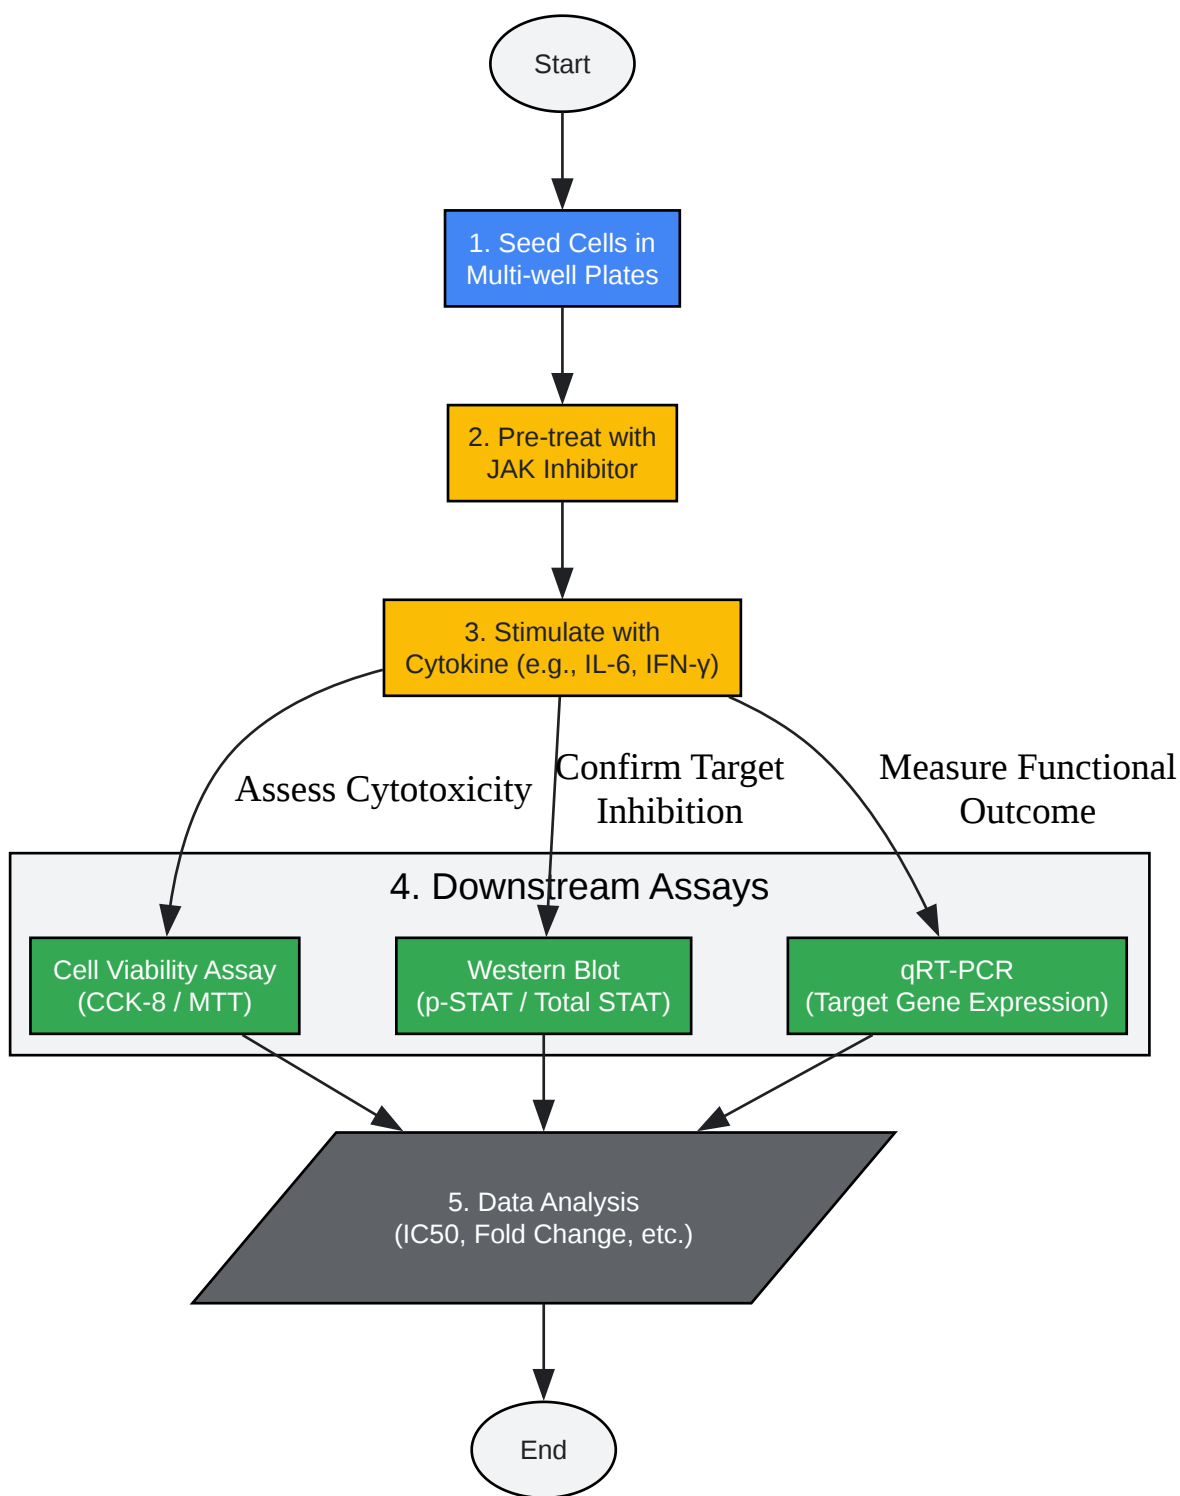 Start
1. Seed Cells in
Multi-well Plates
2. Pre-treat with
JAK Inhibitor
3. Stimulate with
Cytokine (e.g., IL-6, IFN-γ)
Assess Cytotoxicity
Confirm Target
Inhibition
Measure Functional
Outcome
4. Downstream Assays
Cell Viability Assay
(CCK-8 / MTT)
Western Blot
(p-STAT / Total STAT)
qRT-PCR
(Target Gene Expression)
5. Data Analysis
(IC50, Fold Change, etc.)
End